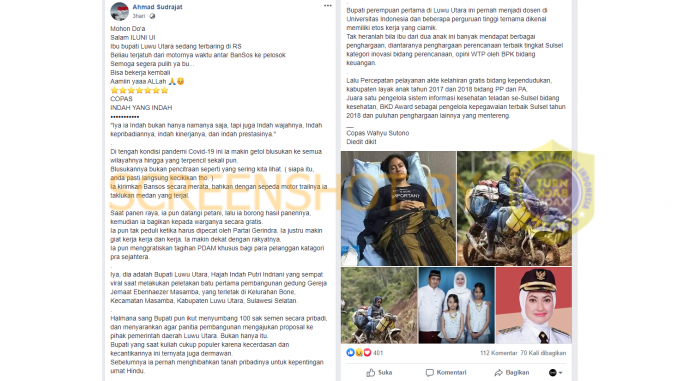 Ahmad Sudrajat
3hari
Mohon Do'a
Salam ILUNI UI
Ibu bupati Luwu Utara sedang terbaring di RS
Beliau terjatuh dari motornya waktu antar BanSos ke pelosok
Semoga segera pulih ya bu..
Bisa bekerja kembali
Aamiin yaaa ALLah
COPAS
INDAH YANG INDAH
***********
"Iya ia Indah bukan hanya namanya saja, tapi juga Indah wajahnya, Indah
kepribadiannya, indah kinerjanya, dan indah prestasinya."
Di tengah kondisi pandemi Covid-19 ini ia makin getol blusukan ke semua
wilayahnya hingga yang terpencil sekali pun.
Blusukannya bukan pencitraan seperti yang sering kita lihat. ( siapa itu,
anda pasti langsung kecikikan tho :)
Ia kirimkan Bansos secara merata, bahkan dengan sepeda motor trailnya ia
taklukan medan yang terjal.
Saat panen raya, ia pun datangi petani, lalu ia borong hasil panennya,
kemudian ia bagikan kepada warganya secara gratis.
Ia pun tak peduli ketika harus dipecat oleh Partai Gerindra. Ia justru makin
giat kerja kerja dan kerja. Ia makin dekat dengan rakyatnya.
Ia pun menggratiskan tagihan PDAM khusus bagi para pelanggan katagori
pra sejahtera.
Iya, dia adalah Bupati Luwu Utara, Hajah Indah Putri Indriani yang sempat
viral saat melakukan peletakan batu pertama pembangunan gedung Gereja
Jemaat Ebenhaezer Masamba, yang terletak di Kelurahan Bone,
Kecamatan Masamba, Kabupaten Luwu Utara, Sulawesi Selatan.
Halmana sang Bupati pun ikut menyumbang 100 sak semen secara pribadi,
dan menyarankan agar panitia pembangunan mengajukan proposal ke
pihak pemerintah daerah Luwu Utara. Bukan hanya itu.
Bupati yang saat kuliah cukup populer karena kecerdasan dan
kecantikannya ini ternyata juga dermawan.
Sebelumnya ia pernah menghibahkan tanah pribadinya untuk kepentingan
umat Hindu.
Bupati perempuan pertama di Luwu Utara ini pernah menjadi dosen di
Universitas Indonesia dan beberapa perguruan tinggi ternama dikenal
memiliki etos kerja yang ciamik.
Tak heranlah bila ibu dari dua anak ini banyak mendapat berbagai
penghargaan, diantaranya penghargaan perencanaan terbaik tingkat Sulsel
kategori inovasi bidang perencanaan, opini WTP oleh BPK bidang
keuangan.
Lalu Percepatan pelayanan akte kelahiran gratis bidang kependudukan,
kabupaten layak anak tahun 2017 dan 2018 bidang PP dan PA.
Juara satu pengelola sistem informasi kesehatan teladan se-Sulsel bidang
kesehatan, BKD Award sebagai pengelola kepegawaian terbaik Sulsel tahun
2018 dan puluhan penghargaan lainnya yang mentereng.
***********
Copas Wahyu Sutono
Diedit dikit
401
112 Komentar 70 Kali dibagikan
Suka
Komentari
Bagikan